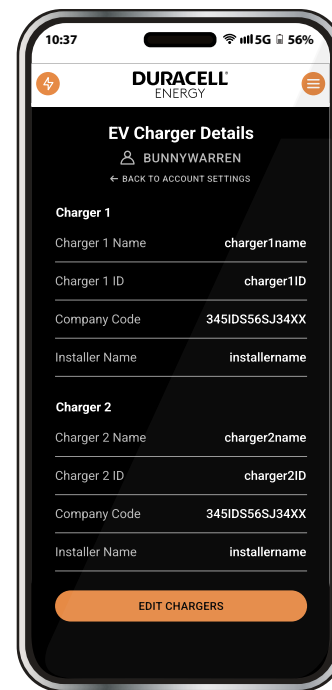 10:37 5G 56%
DURACELL
ENERGY
EV Charger Details
BUNNYWARREN
← BACK TO ACCOUNT SETTINGS
Charger 1
Charger 1 Name charger1name
Charger 1 ID charger1ID
Company Code 345IDS56SJ34XX
Installer Name installername
Charger 2
Charger 2 Name charger2name
Charger 2 ID charger2ID
Company Code 345IDS56SJ34XX
Installer Name installername
EDIT CHARGERS